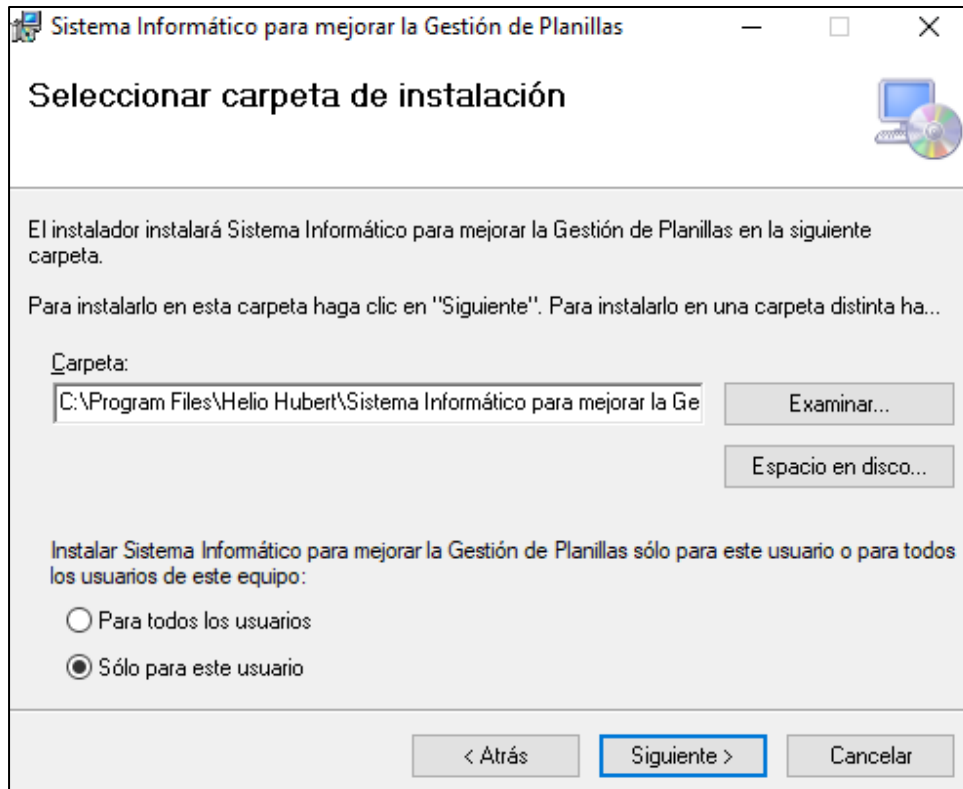 Sistema Informático para mejorar la Gestión de Planillas
Seleccionar carpeta de instalación
El instalador instalará Sistema Informático para mejorar la Gestión de Planillas en la siguiente
carpeta.
Para instalarlo en esta carpeta haga clic en "Siguiente". Para instalarlo en una carpeta distinta ha...
Carpeta:
C:\Program Files\Helio Hubert\Sistema Informático para mejorar la Ge
Examinar...
Espacio en disco...
Instalar Sistema Informático para mejorar la Gestión de Planillas sólo para este usuario o para todos
los usuarios de este equipo:
Para todos los usuarios
Sólo para este usuario
< Atrás
Siguiente >
Cancelar